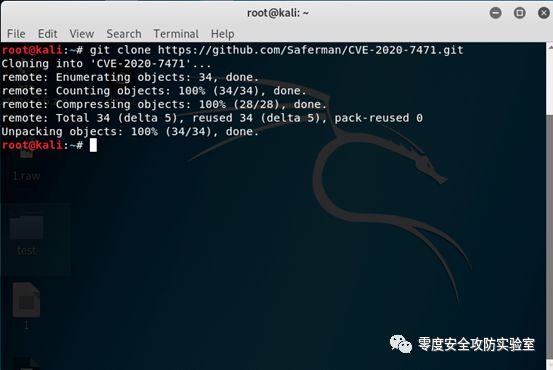 root@kali: ~
File Edit View Search Terminal Help
root@kali:~# git clone https://github.com/Saferman/CVE-2020-7471.git
Cloning into 'CVE-2020-7471'...
remote: Enumerating objects: 34, done.
remote: Counting objects: 100% (34/34), done.
remote: Compressing objects: 100% (28/28), done.
remote: Total 34 (delta 5), reused 34 (delta 5), pack-reused 0
Unpacking objects: 100% (34/34), done.
root@kali:~#
1.raw
test
1
零度安全攻防实验室